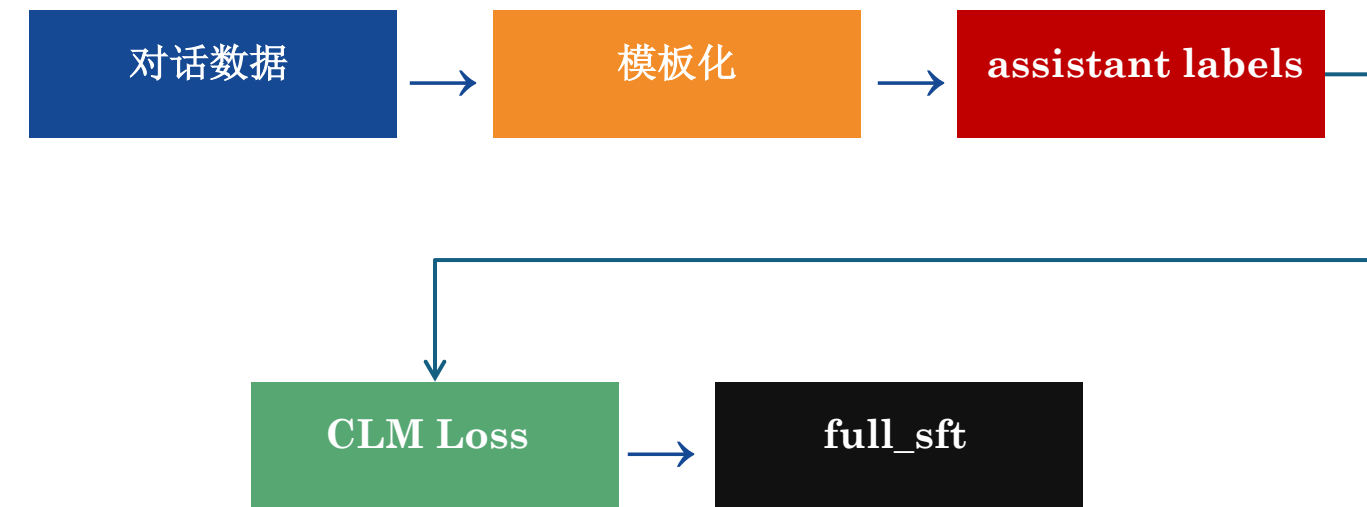 对话数据
模板化
assistant labels
CLM Loss
full_sft